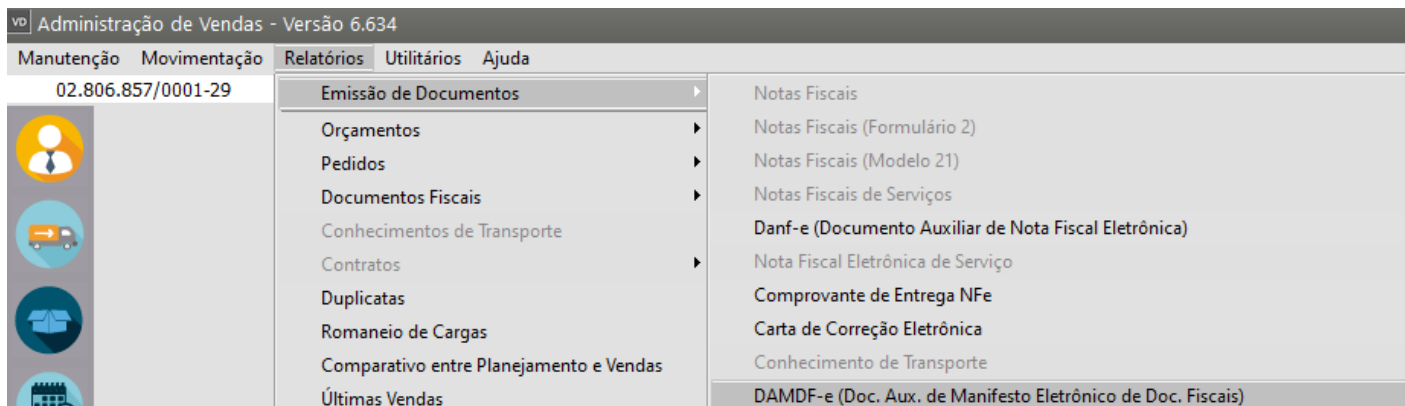 VD Administração de Vendas - Versão 6.634
Manutenção Movimentação Relatórios Utilitários Ajuda
02.806.857/0001-29
Emissão de Documentos
Orçamentos
Pedidos
Documentos Fiscais
Conhecimentos de Transporte
Contratos
Duplicatas
Romaneio de Cargas
Comparativo entre Planejamento e Vendas
Últimas Vendas
Notas Fiscais
Notas Fiscais (Formulário 2)
Notas Fiscais (Modelo 21)
Notas Fiscais de Serviços
Danf-e (Documento Auxiliar de Nota Fiscal Eletrônica)
Nota Fiscal Eletrônica de Serviço
Comprovante de Entrega NFe
Carta de Correção Eletrônica
Conhecimento de Transporte
DAMDF-e (Doc. Aux. de Manifesto Eletrônico de Doc. Fiscais)